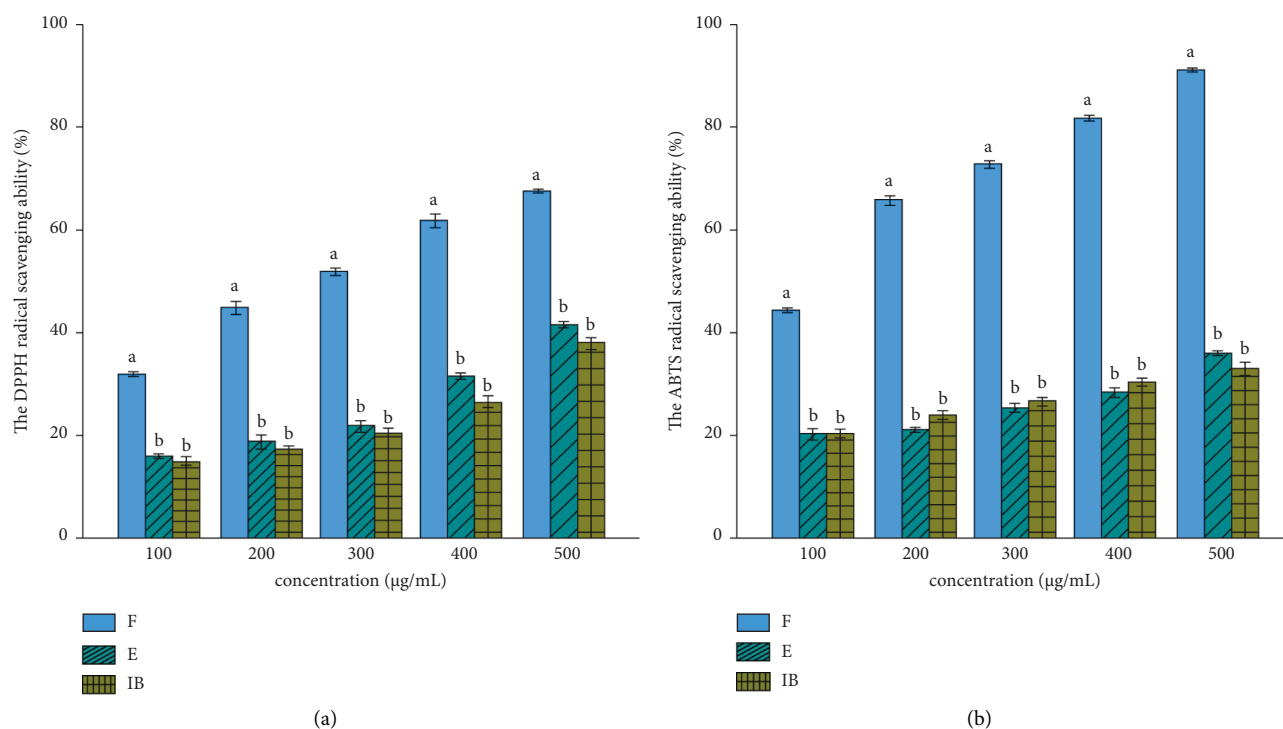 The DPPH radical scavenging ability (%)
100
80
60
40
20
0
a
b
b
a
b
b
a
b
b
a
b
b
a
b
b
100
200
300
400
500
concentration (µg/mL)
F
E
IB
(a)
The ABTS radical scavenging ability (%)
100
80
60
40
20
0
a
b
b
a
b
b
a
b
b
a
b
b
a
b
b
100
200
300
400
500
concentration (µg/mL)
F
E
IB
(b)